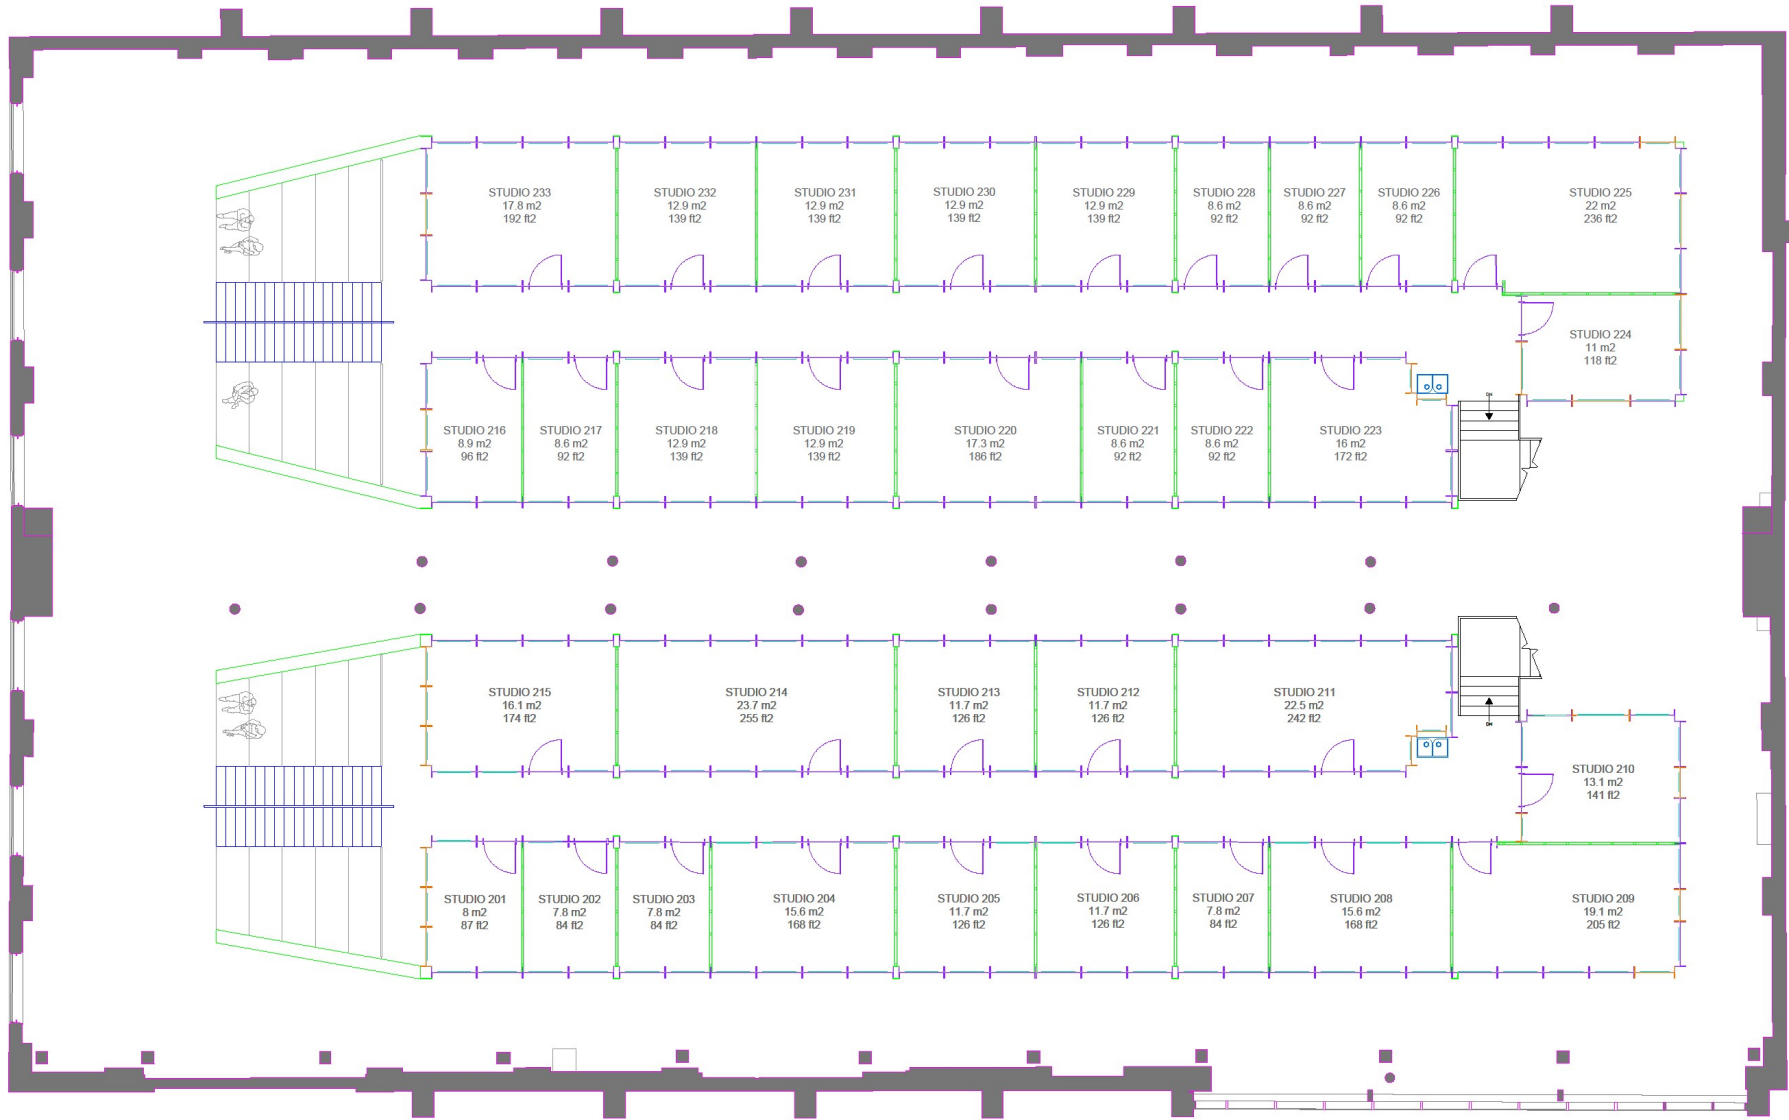 STUDIO 233
17.8 m2
192 ft2
STUDIO 232
12.9 m2
139 ft2
STUDIO 231
12.9 m2
139 ft2
STUDIO 230
12.9 m2
139 ft2
STUDIO 229
12.9 m2
139 ft2
STUDIO 228
8.6 m2
92 ft2
STUDIO 227
8.6 m2
92 ft2
STUDIO 226
8.6 m2
92 ft2
STUDIO 225
22 m2
236 ft2
STUDIO 224
11 m2
118 ft2
STUDIO 216
8.9 m2
96 ft2
STUDIO 217
8.6 m2
92 ft2
STUDIO 218
12.9 m2
139 ft2
STUDIO 219
12.9 m2
139 ft2
STUDIO 220
17.3 m2
186 ft2
STUDIO 221
8.6 m2
92 ft2
STUDIO 222
8.6 m2
92 ft2
STUDIO 223
16 m2
172 ft2
STUDIO 215
16.1 m2
174 ft2
STUDIO 214
23.7 m2
255 ft2
STUDIO 213
11.7 m2
126 ft2
STUDIO 212
11.7 m2
126 ft2
STUDIO 211
22.5 m2
242 ft2
STUDIO 210
13.1 m2
141 ft2
STUDIO 201
8 m2
87 ft2
STUDIO 202
7.8 m2
84 ft2
STUDIO 203
7.8 m2
84 ft2
STUDIO 204
15.6 m2
168 ft2
STUDIO 205
11.7 m2
126 ft2
STUDIO 206
11.7 m2
126 ft2
STUDIO 207
7.8 m2
84 ft2
STUDIO 208
15.6 m2
168 ft2
STUDIO 209
19.1 m2
205 ft2